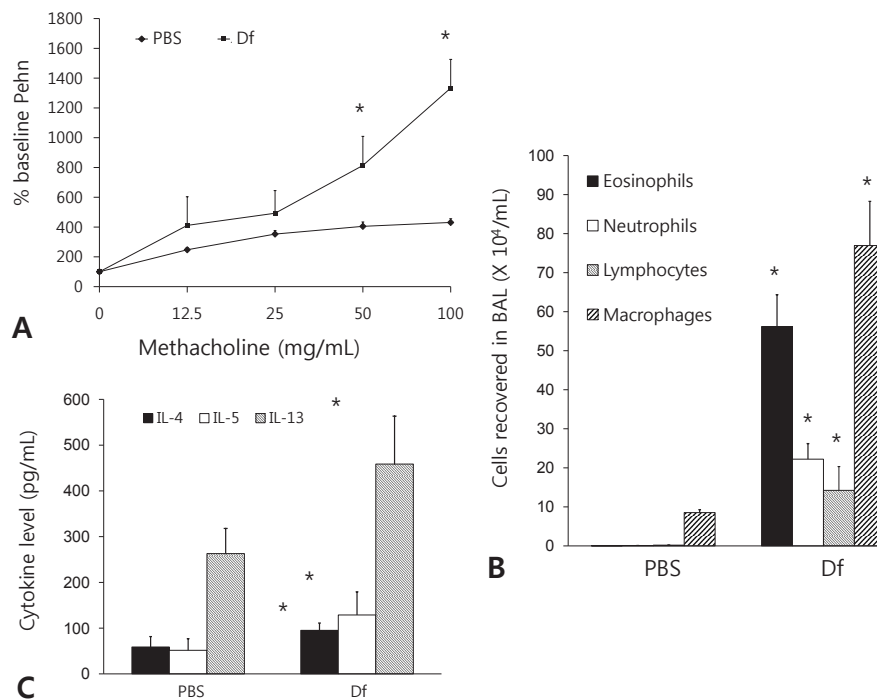 1800
1600
1400
1200
1000
800
600
400
200
0
% baseline Pehn
PBS
Df
*
*
0 12.5 25 50 100
Methacholine (mg/mL)
A
100
90
80
70
60
50
40
30
20
10
0
Cells recovered in BAL (X 10⁴/mL)
Eosinophils
Neutrophils
Lymphocytes
Macrophages
*
*
*
*
PBS Df
B
600
500
400
300
200
100
0
Cytokine level (pg/mL)
IL-4 IL-5 IL-13
*
*
*
PBS Df
C